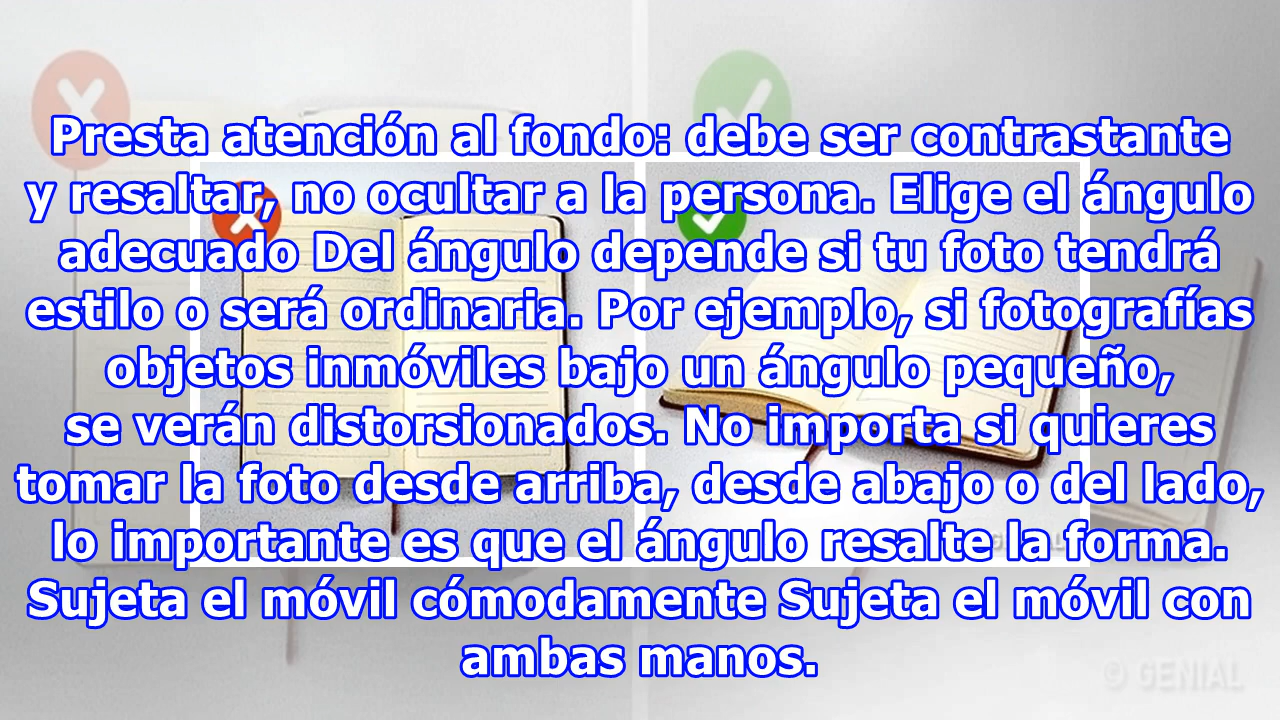 Presta atención al fondo: debe ser contrastante
y resaltar, no ocultar a la persona. Elige el ángulo
adecuado Del ángulo depende si tu foto tendrá
estilo o será ordinaria. Por ejemplo, si fotografías
objetos inmóviles bajo un ángulo pequeño,
se verán distorsionados. No importa si quieres
tomar la foto desde arriba, desde abajo o del lado,
lo importante es que el ángulo resalte la forma.
Sujeta el móvil cómodamente Sujeta el móvil con
ambas manos.
© GENIAL